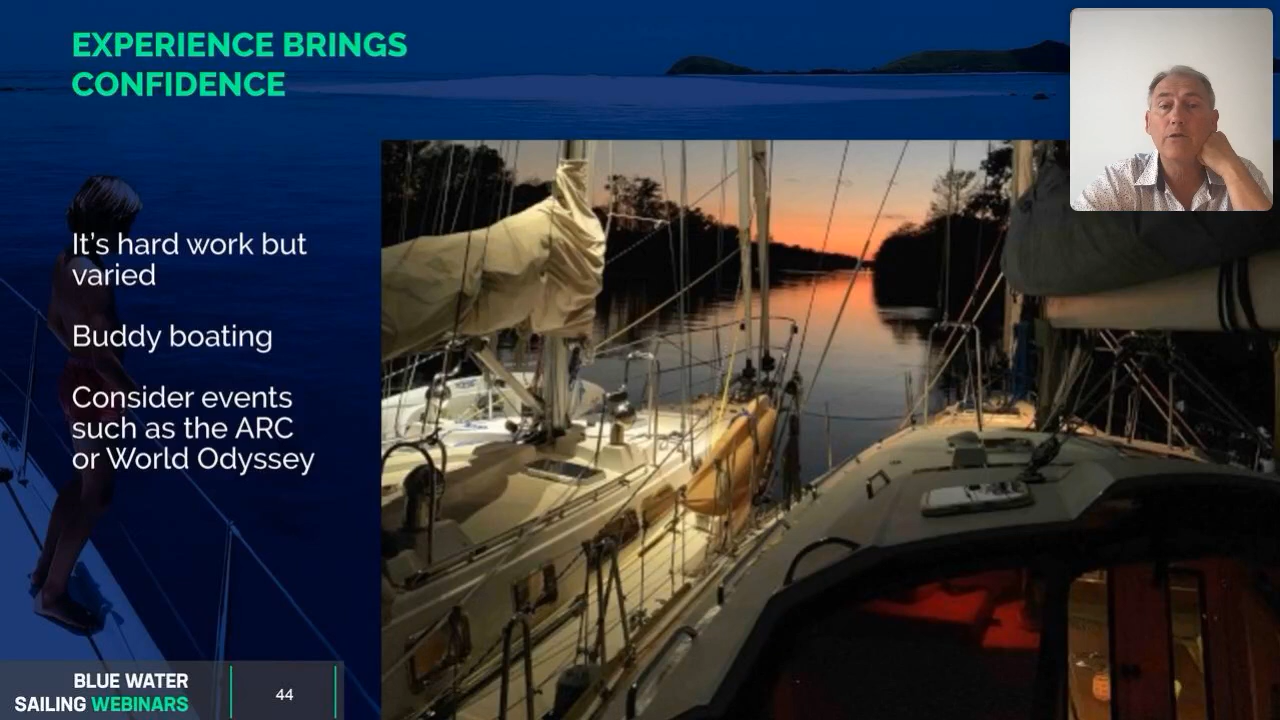 EXPERIENCE BRINGS
CONFIDENCE
It's hard work but
varied
Buddy boating
Consider events
such as the ARC
or World Odyssey
BLUE WATER
SAILING WEBINARS
44